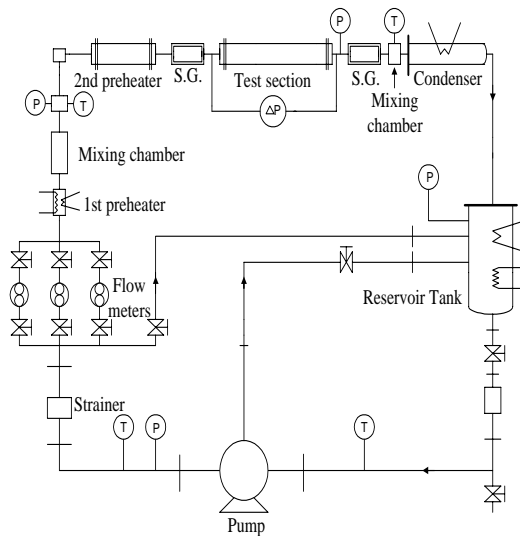 P
T
2nd preheater
S.G.
Test section
S.G.
Condenser
ΔP
Mixing
chamber
P
T
Mixing chamber
P
1st preheater
Flow
meters
Reservoir Tank
Strainer
T
P
T
Pump